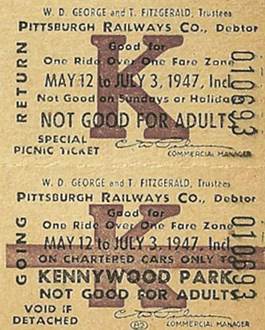 W. D. GEORGE and T. FITZGERALD, Trustees
PITTSBURGH RAILWAYS CO., Debtor
Good for
One Ride Over One Fare Zone
MAY 12 to JULY 3, 1947, Incl.
Not Good on Sundays or Holidays
NOT GOOD FOR ADULTS
SPECIAL
PICNIC TICKET
COMMERCIAL MANAGER
RETURN
K
010693
W. D. GEORGE and T. FITZGERALD, Trustees
PITTSBURGH RAILWAYS CO., Debtor
Good for
One Ride Over One Fare Zone
MAY 12 to JULY 3, 1947, Incl.
ON CHARTERED CARS ONLY TO
KENNYWOOD PARK
NOT GOOD FOR ADULTS
VOID IF
DETACHED
COMMERCIAL MANAGER
GOING
K
010693